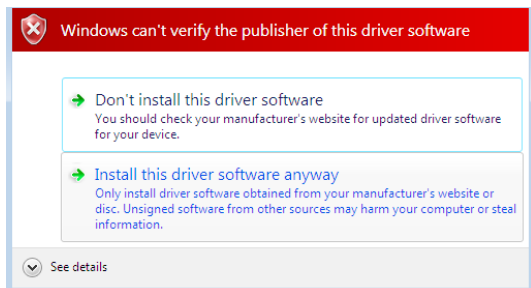 Windows can't verify the publisher of this driver software
Don't install this driver software
You should check your manufacturer's website for updated driver software
for your device.
Install this driver software anyway
Only install driver software obtained from your manufacturer's website or
disc. Unsigned software from other sources may harm your computer or steal
information.
See details